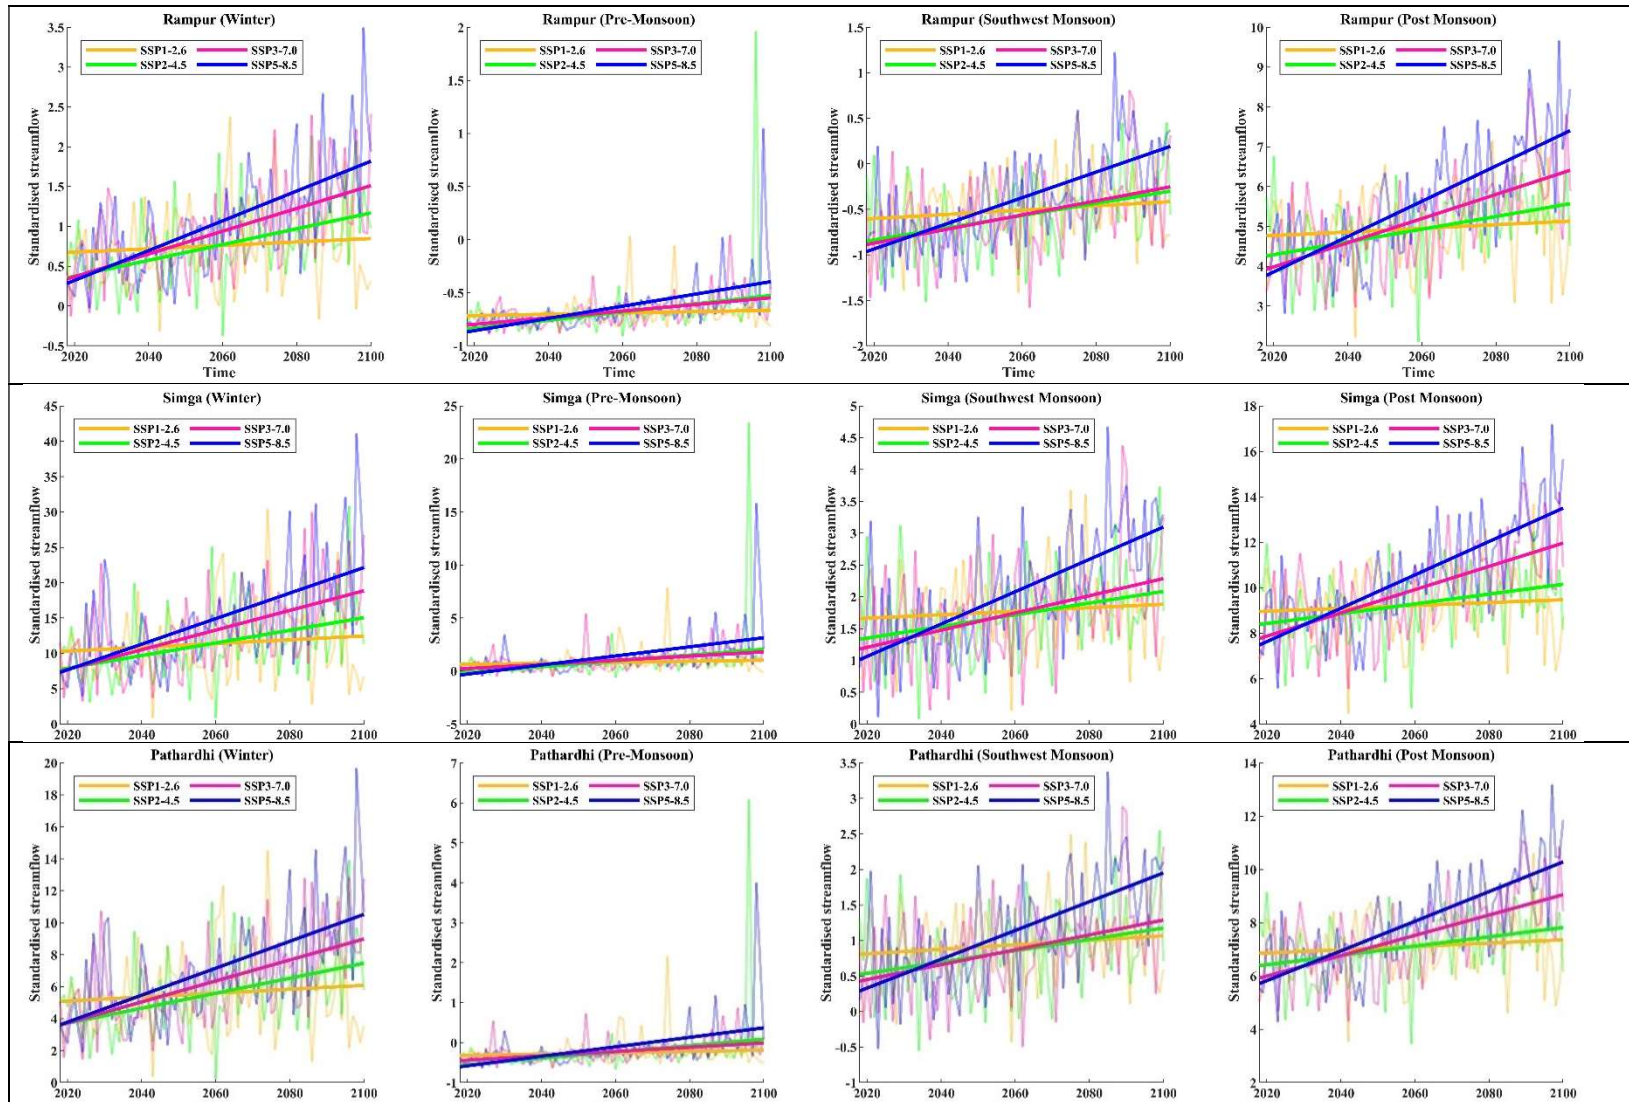 Rampur (Winter)
Standardised streamflow
3.5
3
2.5
2
1.5
1
0.5
0
-0.5
SSP1-2.6 SSP3-7.0
SSP2-4.5 SSP5-8.5
2020 2040 2060 2080 2100
Time
Rampur (Pre-Monsoon)
Standardised streamflow
2
1.5
1
0.5
0
-0.5
-1
SSP1-2.6 SSP3-7.0
SSP2-4.5 SSP5-8.5
2020 2040 2060 2080 2100
Time
Rampur (Southwest Monsoon)
Standardised streamflow
1.5
1
0.5
0
-0.5
-1
-1.5
-2
SSP1-2.6 SSP3-7.0
SSP2-4.5 SSP5-8.5
2020 2040 2060 2080 2100
Time
Rampur (Post Monsoon)
Standardised streamflow
10
9
8
7
6
5
4
3
2
SSP1-2.6 SSP3-7.0
SSP2-4.5 SSP5-8.5
2020 2040 2060 2080 2100
Time
Simga (Winter)
Standardised streamflow
45
40
35
30
25
20
15
10
5
0
SSP1-2.6 SSP3-7.0
SSP2-4.5 SSP5-8.5
2020 2040 2060 2080 2100
Simga (Pre-Monsoon)
Standardised streamflow
25
20
15
10
5
0
-5
SSP1-2.6 SSP3-7.0
SSP2-4.5 SSP5-8.5
2020 2040 2060 2080 2100
Simga (Southwest Monsoon)
Standardised streamflow
5
4.5
4
3.5
3
2.5
2
1.5
1
0.5
0
SSP1-2.6 SSP3-7.0
SSP2-4.5 SSP5-8.5
2020 2040 2060 2080 2100
Simga (Post Monsoon)
Standardised streamflow
18
16
14
12
10
8
6
4
SSP1-2.6 SSP3-7.0
SSP2-4.5 SSP5-8.5
2020 2040 2060 2080 2100
Pathardhi (Winter)
Standardised streamflow
20
18
16
14
12
10
8
6
4
2
0
SSP1-2.6 SSP3-7.0
SSP2-4.5 SSP5-8.5
2020 2040 2060 2080 2100
Pathardhi (Pre-Monsoon)
Standardised streamflow
7
6
5
4
3
2
1
0
-1
SSP1-2.6 SSP3-7.0
SSP2-4.5 SSP5-8.5
2020 2040 2060 2080 2100
Pathardhi (Southwest Monsoon)
Standardised streamflow
3.5
3
2.5
2
1.5
1
0.5
0
-0.5
-1
SSP1-2.6 SSP3-7.0
SSP2-4.5 SSP5-8.5
2020 2040 2060 2080 2100
Pathardhi (Post Monsoon)
Standardised streamflow
14
12
10
8
6
4
2
SSP1-2.6 SSP3-7.0
SSP2-4.5 SSP5-8.5
2020 2040 2060 2080 2100